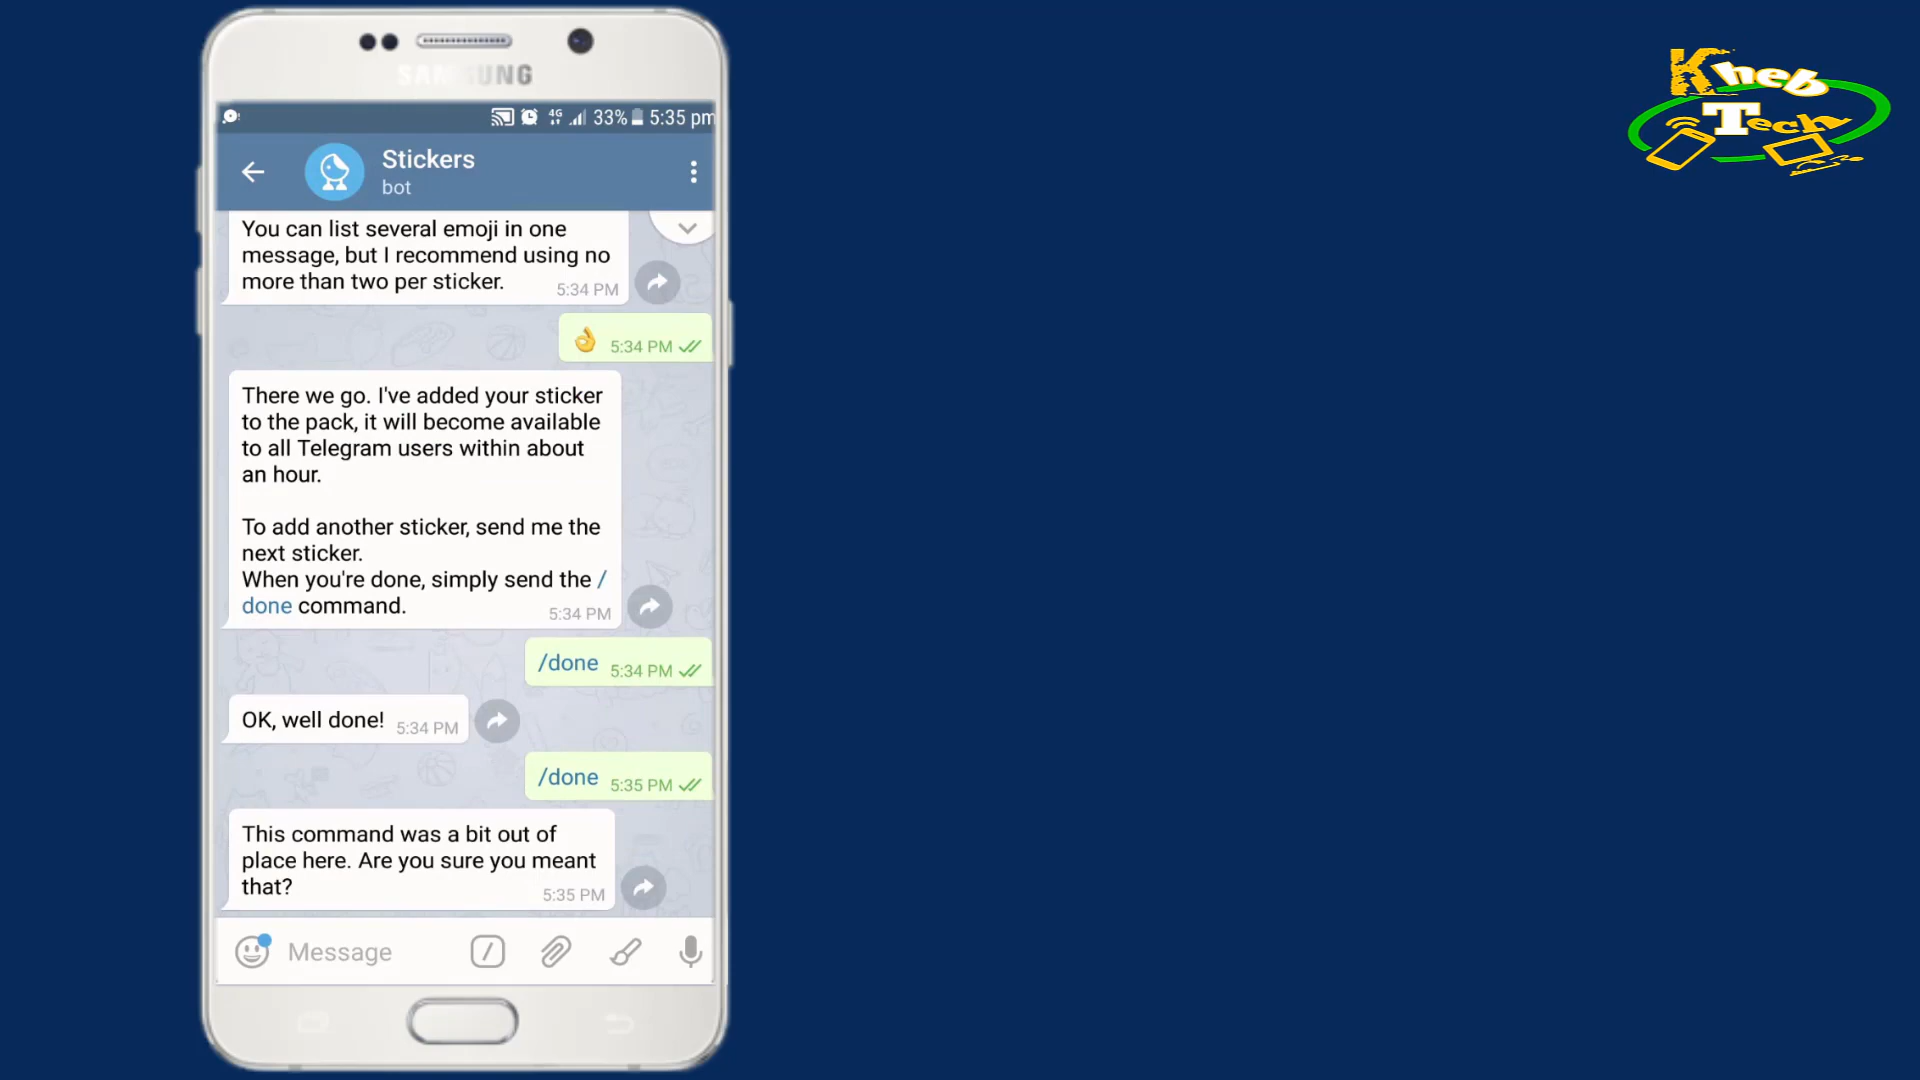 SAMSUNG
4G 33% 5:35 pm
Stickers
bot
You can list several emoji in one
message, but I recommend using no
more than two per sticker. 5:34 PM
👌 5:34 PM
There we go. I've added your sticker
to the pack, it will become available
to all Telegram users within about
an hour.
To add another sticker, send me the
next sticker.
When you're done, simply send the /
done command. 5:34 PM
/done 5:34 PM
OK, well done! 5:34 PM
/done 5:35 PM
This command was a bit out of
place here. Are you sure you meant
that? 5:35 PM
Message
Kheb
Tech